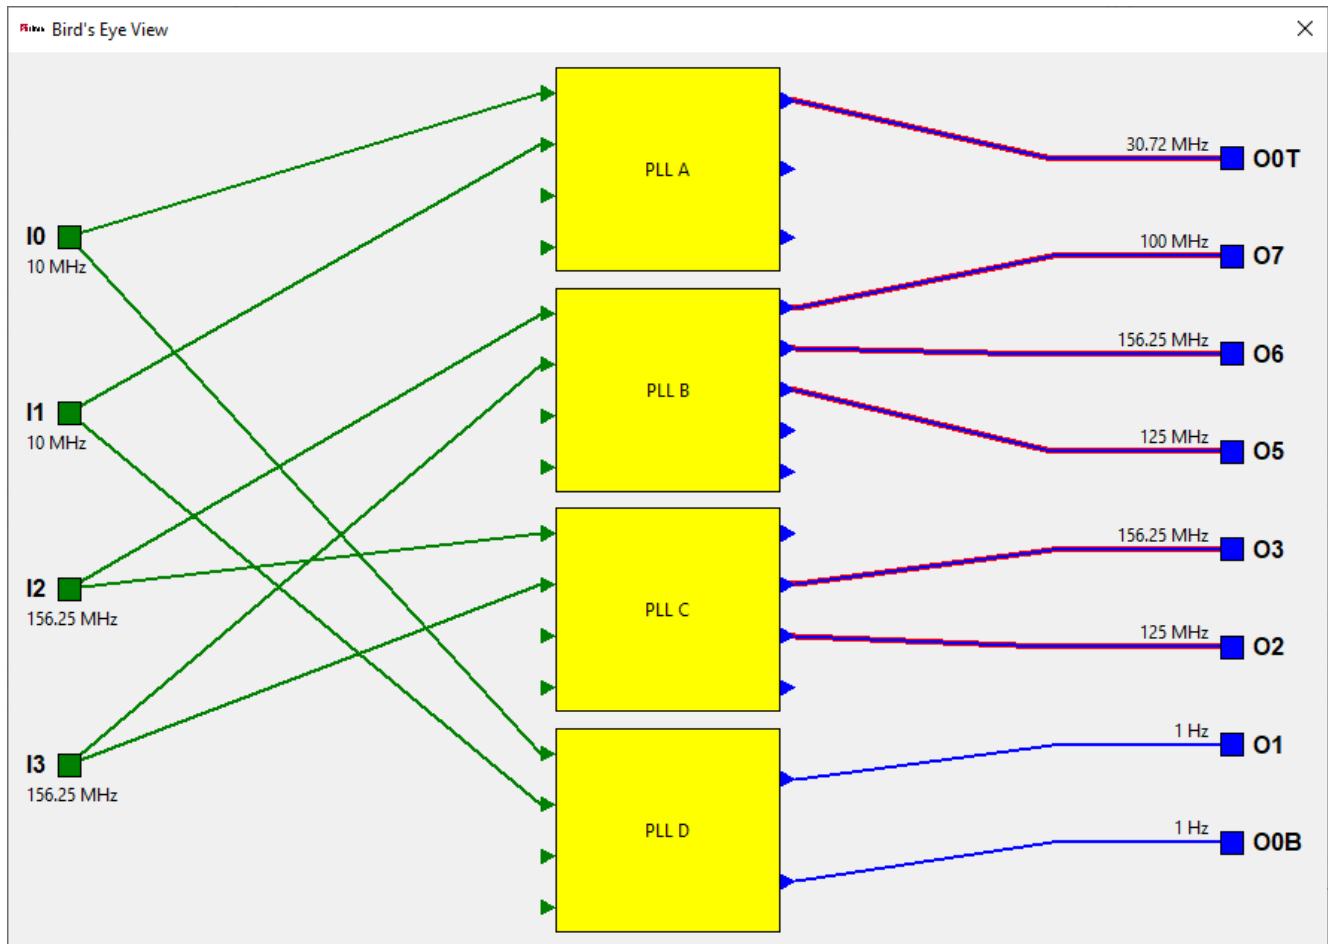 Bird's Eye View
PLL A
PLL B
PLL C
PLL D
I0
10 MHz
I1
10 MHz
I2
156.25 MHz
I3
156.25 MHz
30.72 MHz O0T
100 MHz O7
156.25 MHz O6
125 MHz O5
156.25 MHz O3
125 MHz O2
1 Hz O1
1 Hz O0B